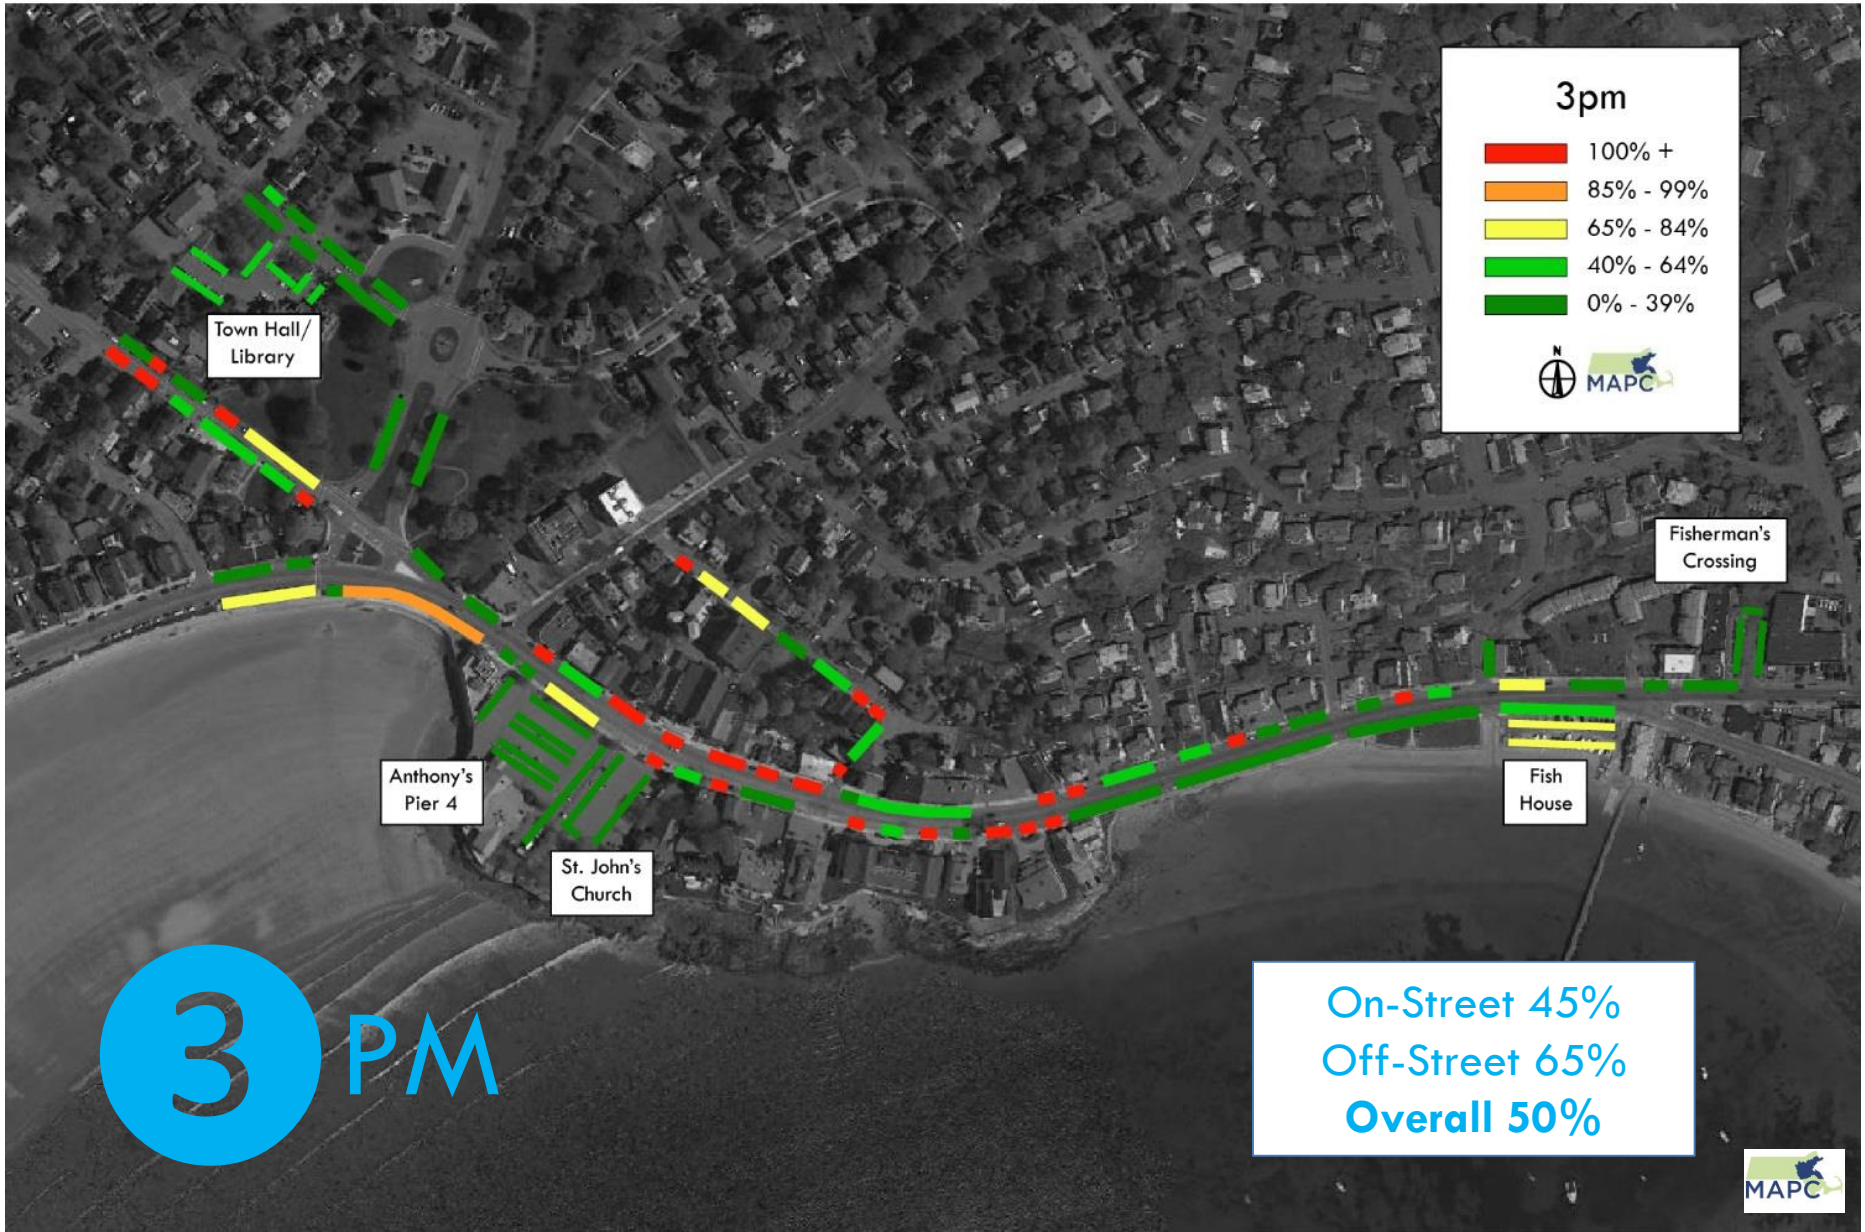 3pm
100% +
85% - 99%
65% - 84%
40% - 64%
0% - 39%
N
MAPC
Town Hall/
Library
Fisherman's
Crossing
Anthony's
Pier 4
Fish
House
St. John's
Church
3 PM
On-Street 45%
Off-Street 65%
Overall 50%
MAPC